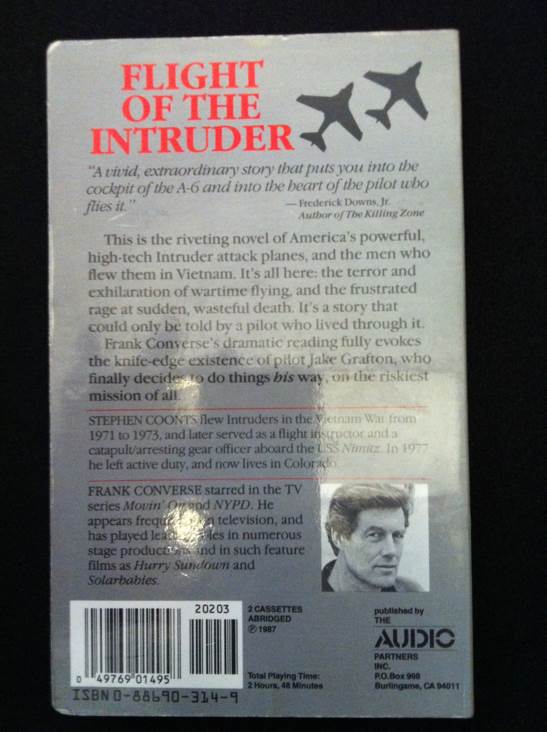 FLIGHT
OF THE
INTRUDER
"A vivid, extraordinary story that puts you into the
cockpit of the A-6 and into the heart of the pilot who
flies it."
— Frederick Downs, Jr.
Author of The Killing Zone
This is the riveting novel of America's powerful,
high-tech Intruder attack planes, and the men who
flew them in Vietnam. It's all here: the terror and
exhilaration of wartime flying, and the frustrated
rage at sudden, wasteful death. It's a story that
could only be told by a pilot who lived through it.
Frank Converse's dramatic reading fully evokes
the knife-edge existence of pilot Jake Grafton, who
finally decides to do things his way, on the riskiest
mission of all.
STEPHEN COONTS flew Intruders in the Vietnam War from
1971 to 1973, and later served as a flight instructor and a
catapult/arresting gear officer aboard the USS Nimitz. In 1977
he left active duty, and now lives in Colorado.
FRANK CONVERSE starred in the TV
series Movin' On and NYPD. He
appears on television, and
has played in numerous
stage productions and in such feature
films as Hurry Sundown and
Solarbabies.
20203
0 49769 01495
ISBN 0-88690-314-9
2 CASSETTES
ABRIDGED
Ⓟ 1987
Total Playing Time:
2 Hours, 48 Minutes
published by
THE
AUDIO
PARTNERS
INC.
P.O. Box 998
Burlingame, CA 94011